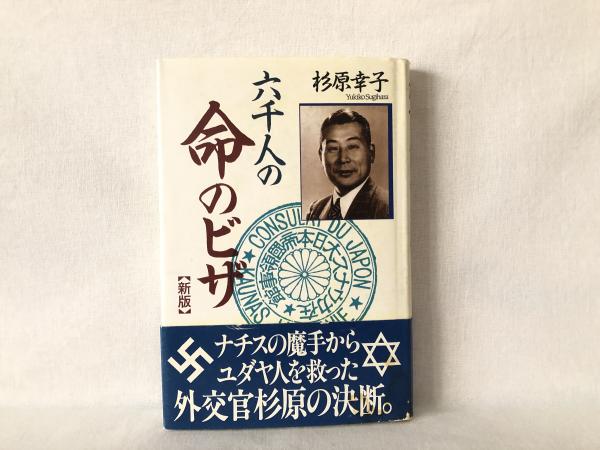 杉原幸子
Yukiko Sugihara
六千人の
命のビザ
【新版】
CONSULAT DU JAPON
ナチスの魔手から
ユダヤ人を救った
外交官杉原の決断。